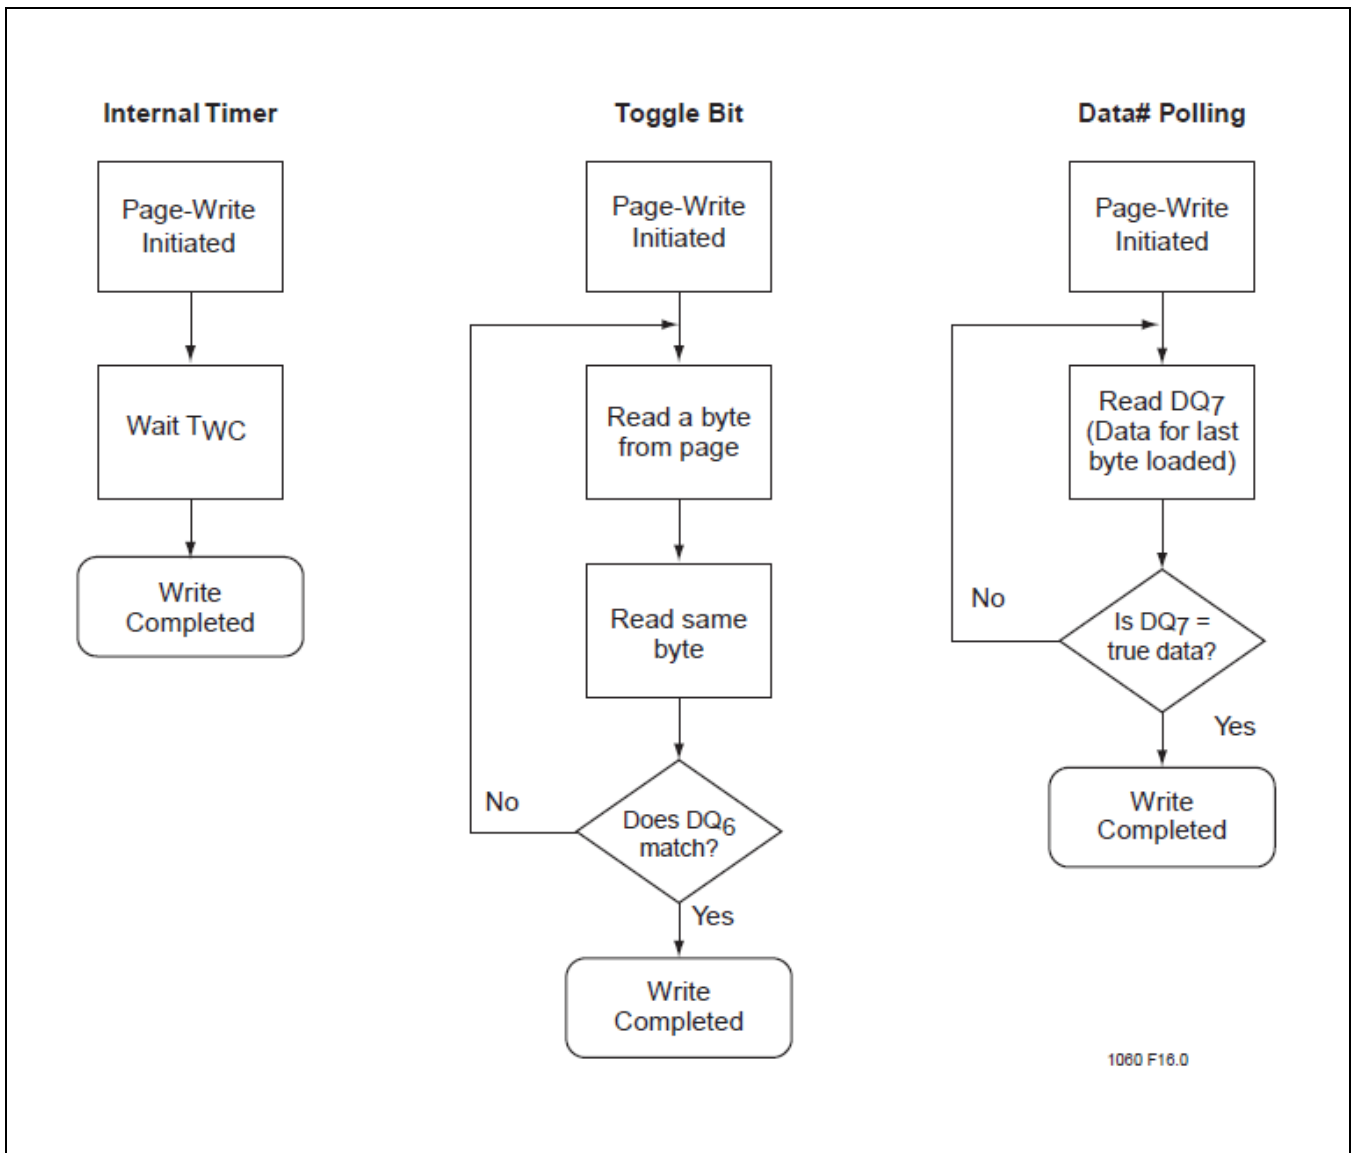 Internal Timer
Page-Write
Initiated
Wait TWC
Write
Completed
Toggle Bit
Page-Write
Initiated
Read a byte
from page
Read same
byte
No
Does DQ6
match?
Yes
Write
Completed
Data# Polling
Page-Write
Initiated
Read DQ7
(Data for last
byte loaded)
No
Is DQ7 =
true data?
Yes
Write
Completed
1060 F16.0